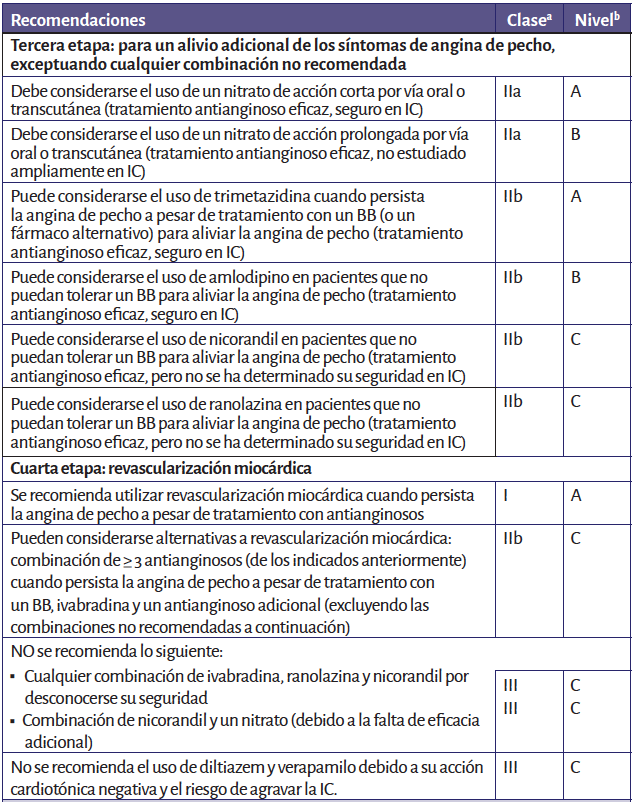 Recomendaciones Claseᵃ Nivelᵇ
Tercera etapa: para un alivio adicional de los síntomas de angina de pecho,
exceptuando cualquier combinación no recomendada
Debe considerarse el uso de un nitrato de acción corta por vía oral o IIa A
transcutánea (tratamiento antianginoso eficaz, seguro en IC)
Debe considerarse el uso de un nitrato de acción prolongada por vía IIa B
oral o transcutánea (tratamiento antianginoso eficaz, no estudiado
ampliamente en IC)
Puede considerarse el uso de trimetazidina cuando persista IIb A
la angina de pecho a pesar de tratamiento con un BB (o un
fármaco alternativo) para aliviar la angina de pecho (tratamiento
antianginoso eficaz, seguro en IC)
Puede considerarse el uso de amlodipino en pacientes que no IIb B
puedan tolerar un BB para aliviar la angina de pecho (tratamiento
antianginoso eficaz, seguro en IC)
Puede considerarse el uso de nicorandil en pacientes que no IIb C
puedan tolerar un BB para aliviar la angina de pecho (tratamiento
antianginoso eficaz, pero no se ha determinado su seguridad en IC)
Puede considerarse el uso de ranolazina en pacientes que no IIb C
puedan tolerar un BB para aliviar la angina de pecho (tratamiento
antianginoso eficaz, pero no se ha determinado su seguridad en IC)
Cuarta etapa: revascularización miocárdica
Se recomienda utilizar revascularización miocárdica cuando persista I A
la angina de pecho a pesar de tratamiento con antianginosos
Pueden considerarse alternativas a revascularización miocárdica: IIb C
combinación de ≥ 3 antianginosos (de los indicados anteriormente)
cuando persista la angina de pecho a pesar de tratamiento con
un BB, ivabradina y un antianginoso adicional (excluyendo las
combinaciones no recomendadas a continuación)
NO se recomienda lo siguiente:
▪ Cualquier combinación de ivabradina, ranolazina y nicorandil por III C
desconocerse su seguridad
▪ Combinación de nicorandil y un nitrato (debido a la falta de eficacia III C
adicional)
No se recomienda el uso de diltiazem y verapamilo debido a su acción III C
cardiotónica negativa y el riesgo de agravar la IC.